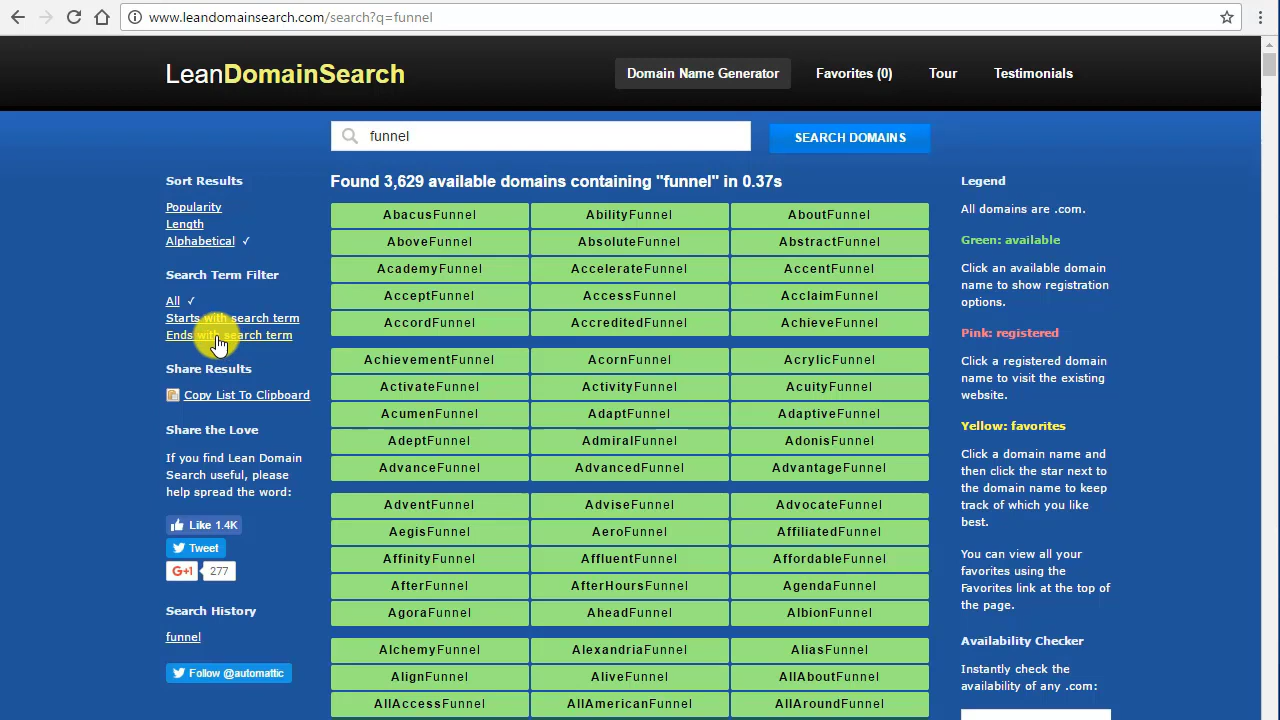 www.leandomainsearch.com/search?q=funnel
LeanDomainSearch
Domain Name Generator
Favorites (0)
Tour
Testimonials
funnel
SEARCH DOMAINS
Sort Results
Popularity
Length
Alphabetical ✓
Search Term Filter
All ✓
Starts with search term
Ends with search term
Share Results
Copy List To Clipboard
Share the Love
If you find Lean Domain
Search useful, please
help spread the word:
Like 1.4K
Tweet
G+1 277
Search History
funnel
Follow @automattic
Found 3,629 available domains containing "funnel" in 0.37s
AbacusFunnel AbilityFunnel AboutFunnel
AboveFunnel AbsoluteFunnel AbstractFunnel
AcademyFunnel AccelerateFunnel AccentFunnel
AcceptFunnel AccessFunnel AcclaimFunnel
AccordFunnel AccreditedFunnel AchieveFunnel
AchievementFunnel AcornFunnel AcrylicFunnel
ActivateFunnel ActivityFunnel AcuityFunnel
AcumenFunnel AdaptFunnel AdaptiveFunnel
AdeptFunnel AdmiralFunnel AdonisFunnel
AdvanceFunnel AdvancedFunnel AdvantageFunnel
AdventFunnel AdviseFunnel AdvocateFunnel
AegisFunnel AeroFunnel AffiliatedFunnel
AffinityFunnel AffluentFunnel AffordableFunnel
AfterFunnel AfterHoursFunnel AgendaFunnel
AgoraFunnel AheadFunnel AlbionFunnel
AlchemyFunnel AlexandriaFunnel AliasFunnel
AlignFunnel AliveFunnel AllAboutFunnel
AllAccessFunnel AllAmericanFunnel AllAroundFunnel
Legend
All domains are .com.
Green: available
Click an available domain
name to show registration
options.
Pink: registered
Click a registered domain
name to visit the existing
website.
Yellow: favorites
Click a domain name and
then click the star next to
the domain name to keep
track of which you like
best.
You can view all your
favorites using the
Favorites link at the top of
the page.
Availability Checker
Instantly check the
availability of any .com: